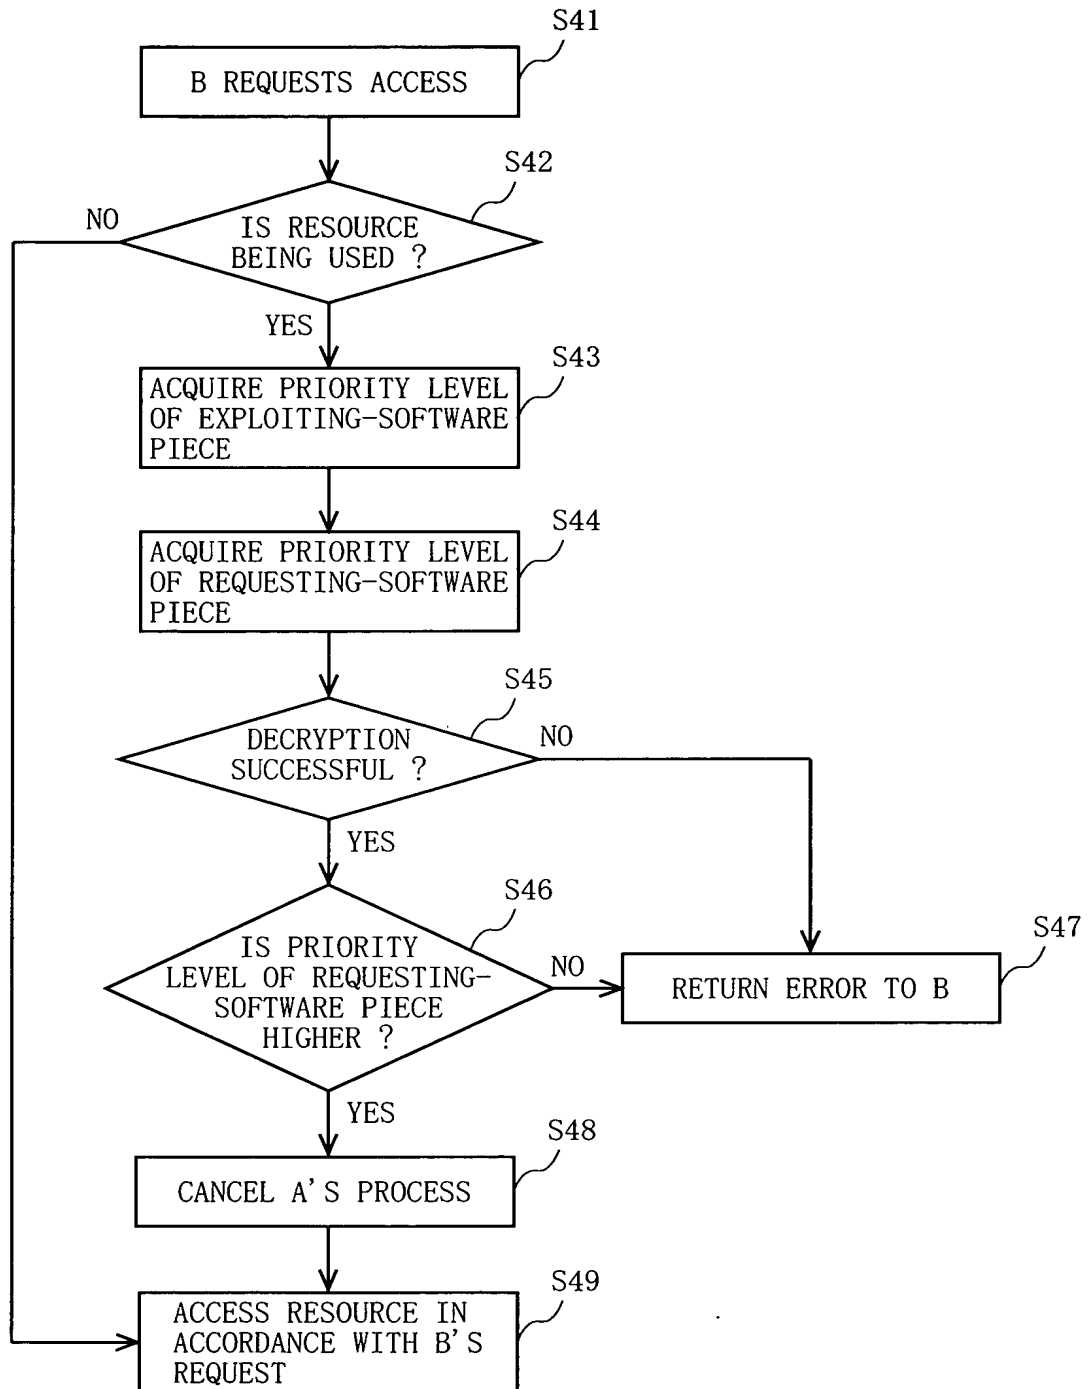 S41
B REQUESTS ACCESS
S42
NO
IS RESOURCE
BEING USED ?
YES
S43
ACQUIRE PRIORITY LEVEL
OF EXPLOITING-SOFTWARE
PIECE
S44
ACQUIRE PRIORITY LEVEL
OF REQUESTING-SOFTWARE
PIECE
S45
DECRYPTION
SUCCESSFUL ?
NO
YES
S46
IS PRIORITY
LEVEL OF REQUESTING-
SOFTWARE PIECE
HIGHER ?
NO
S47
RETURN ERROR TO B
YES
S48
CANCEL A'S PROCESS
S49
ACCESS RESOURCE IN
ACCORDANCE WITH B'S
REQUEST